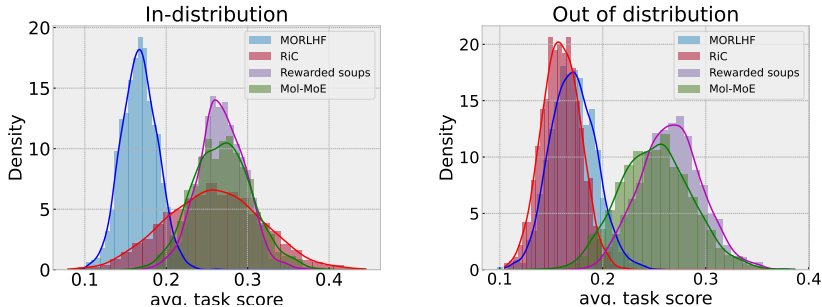 In-distribution
20
15
10
5
0
Density
MORLHF
RiC
Rewarded soups
Mol-MoE
0.1 0.2 0.3 0.4
avg. task score
Out of distribution
20
15
10
5
0
Density
MORLHF
RiC
Rewarded soups
Mol-MoE
0.1 0.2 0.3 0.4
avg. task score